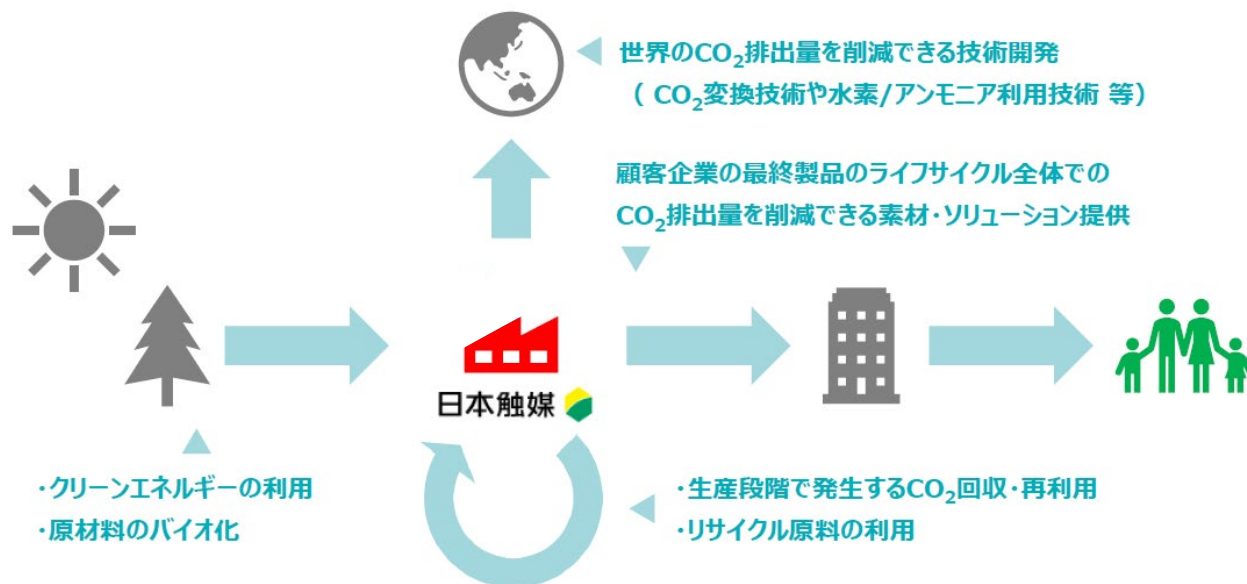 世界のCO₂排出量を削減できる技術開発
（ CO₂変換技術や水素/アンモニア利用技術 等）
顧客企業の最終製品のライフサイクル全体での
CO₂排出量を削減できる素材・ソリューション提供
日本触媒
・クリーンエネルギーの利用
・原材料のバイオ化
・生産段階で発生するCO₂回収・再利用
・リサイクル原料の利用